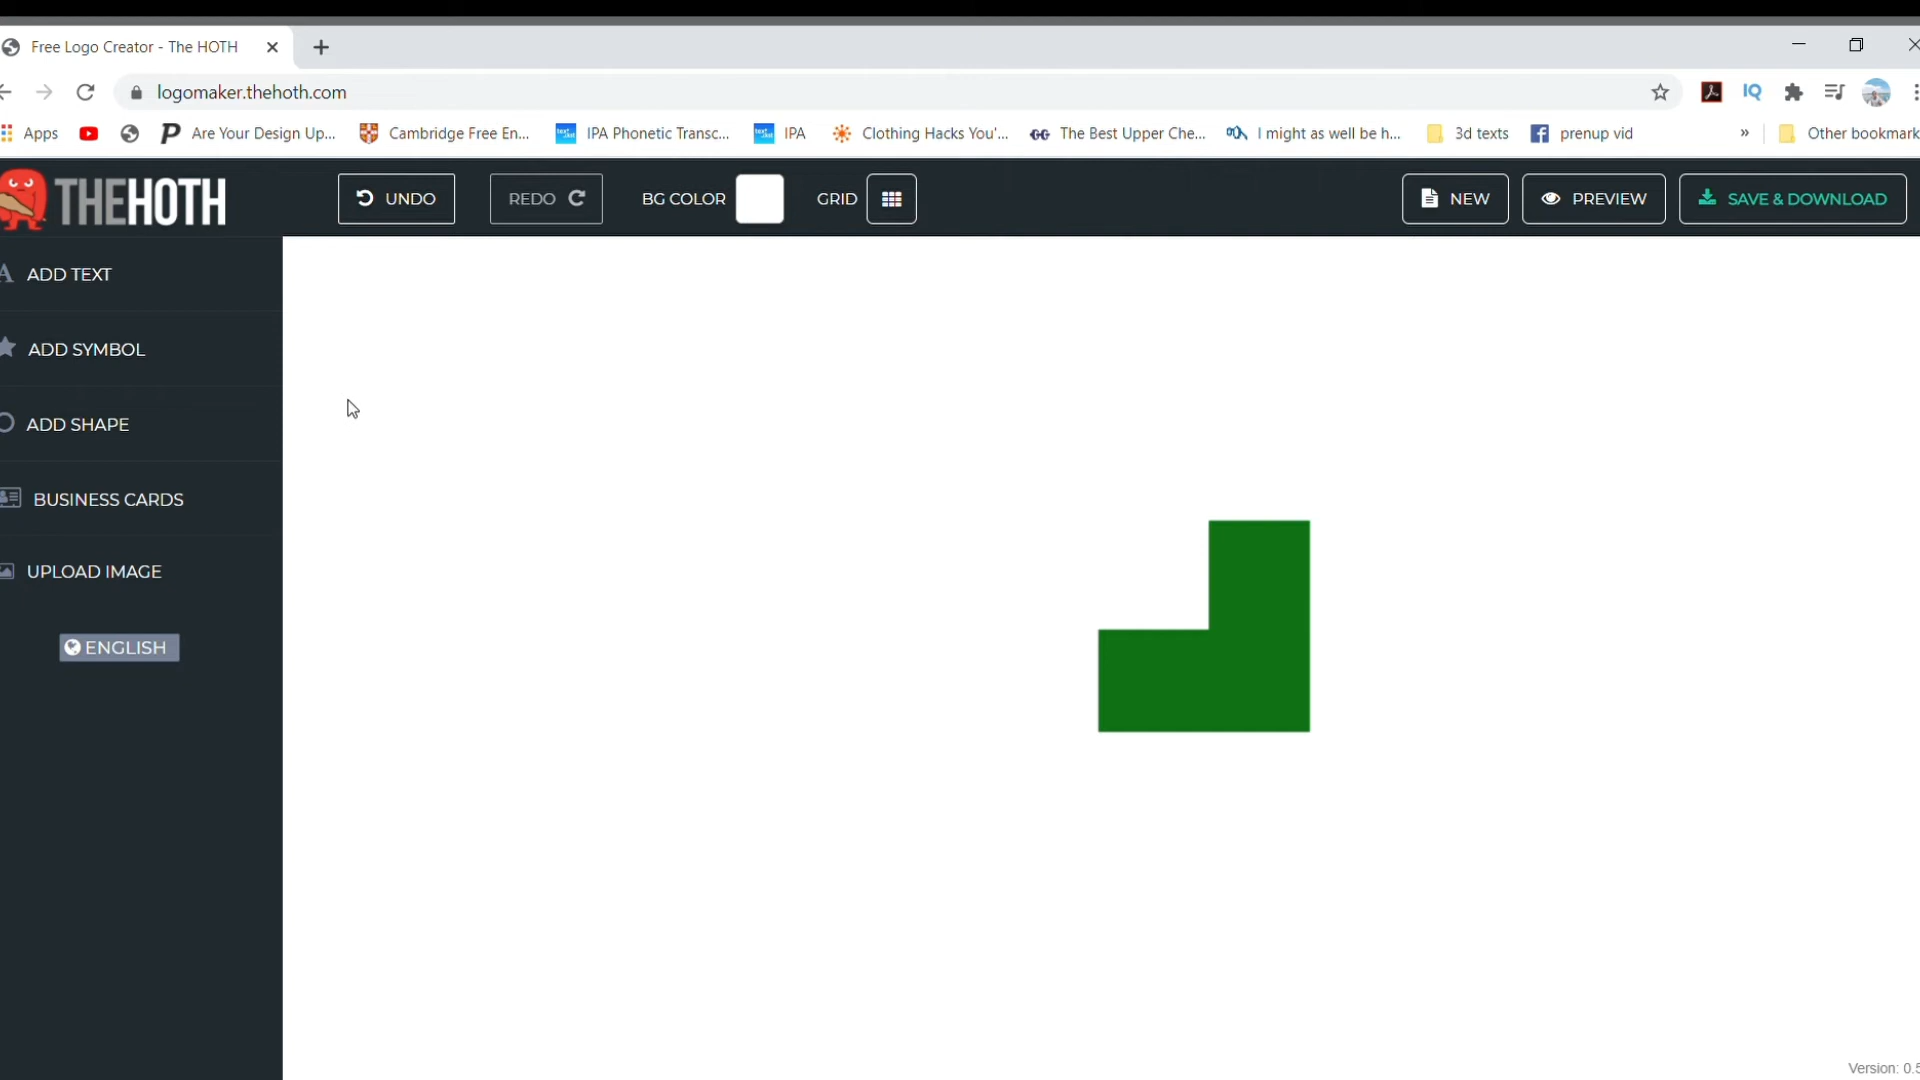 Free Logo Creator - The HOTH
logomaker.thehoth.com
Apps Are Your Design Up... Cambridge Free En... IPA Phonetic Transc... IPA Clothing Hacks You'... The Best Upper Che... I might as well be h... 3d texts prenup vid » Other bookmark
THEHOTH UNDO REDO BG COLOR GRID NEW PREVIEW SAVE & DOWNLOAD
ADD TEXT
ADD SYMBOL
ADD SHAPE
BUSINESS CARDS
UPLOAD IMAGE
ENGLISH
Version: 0.5